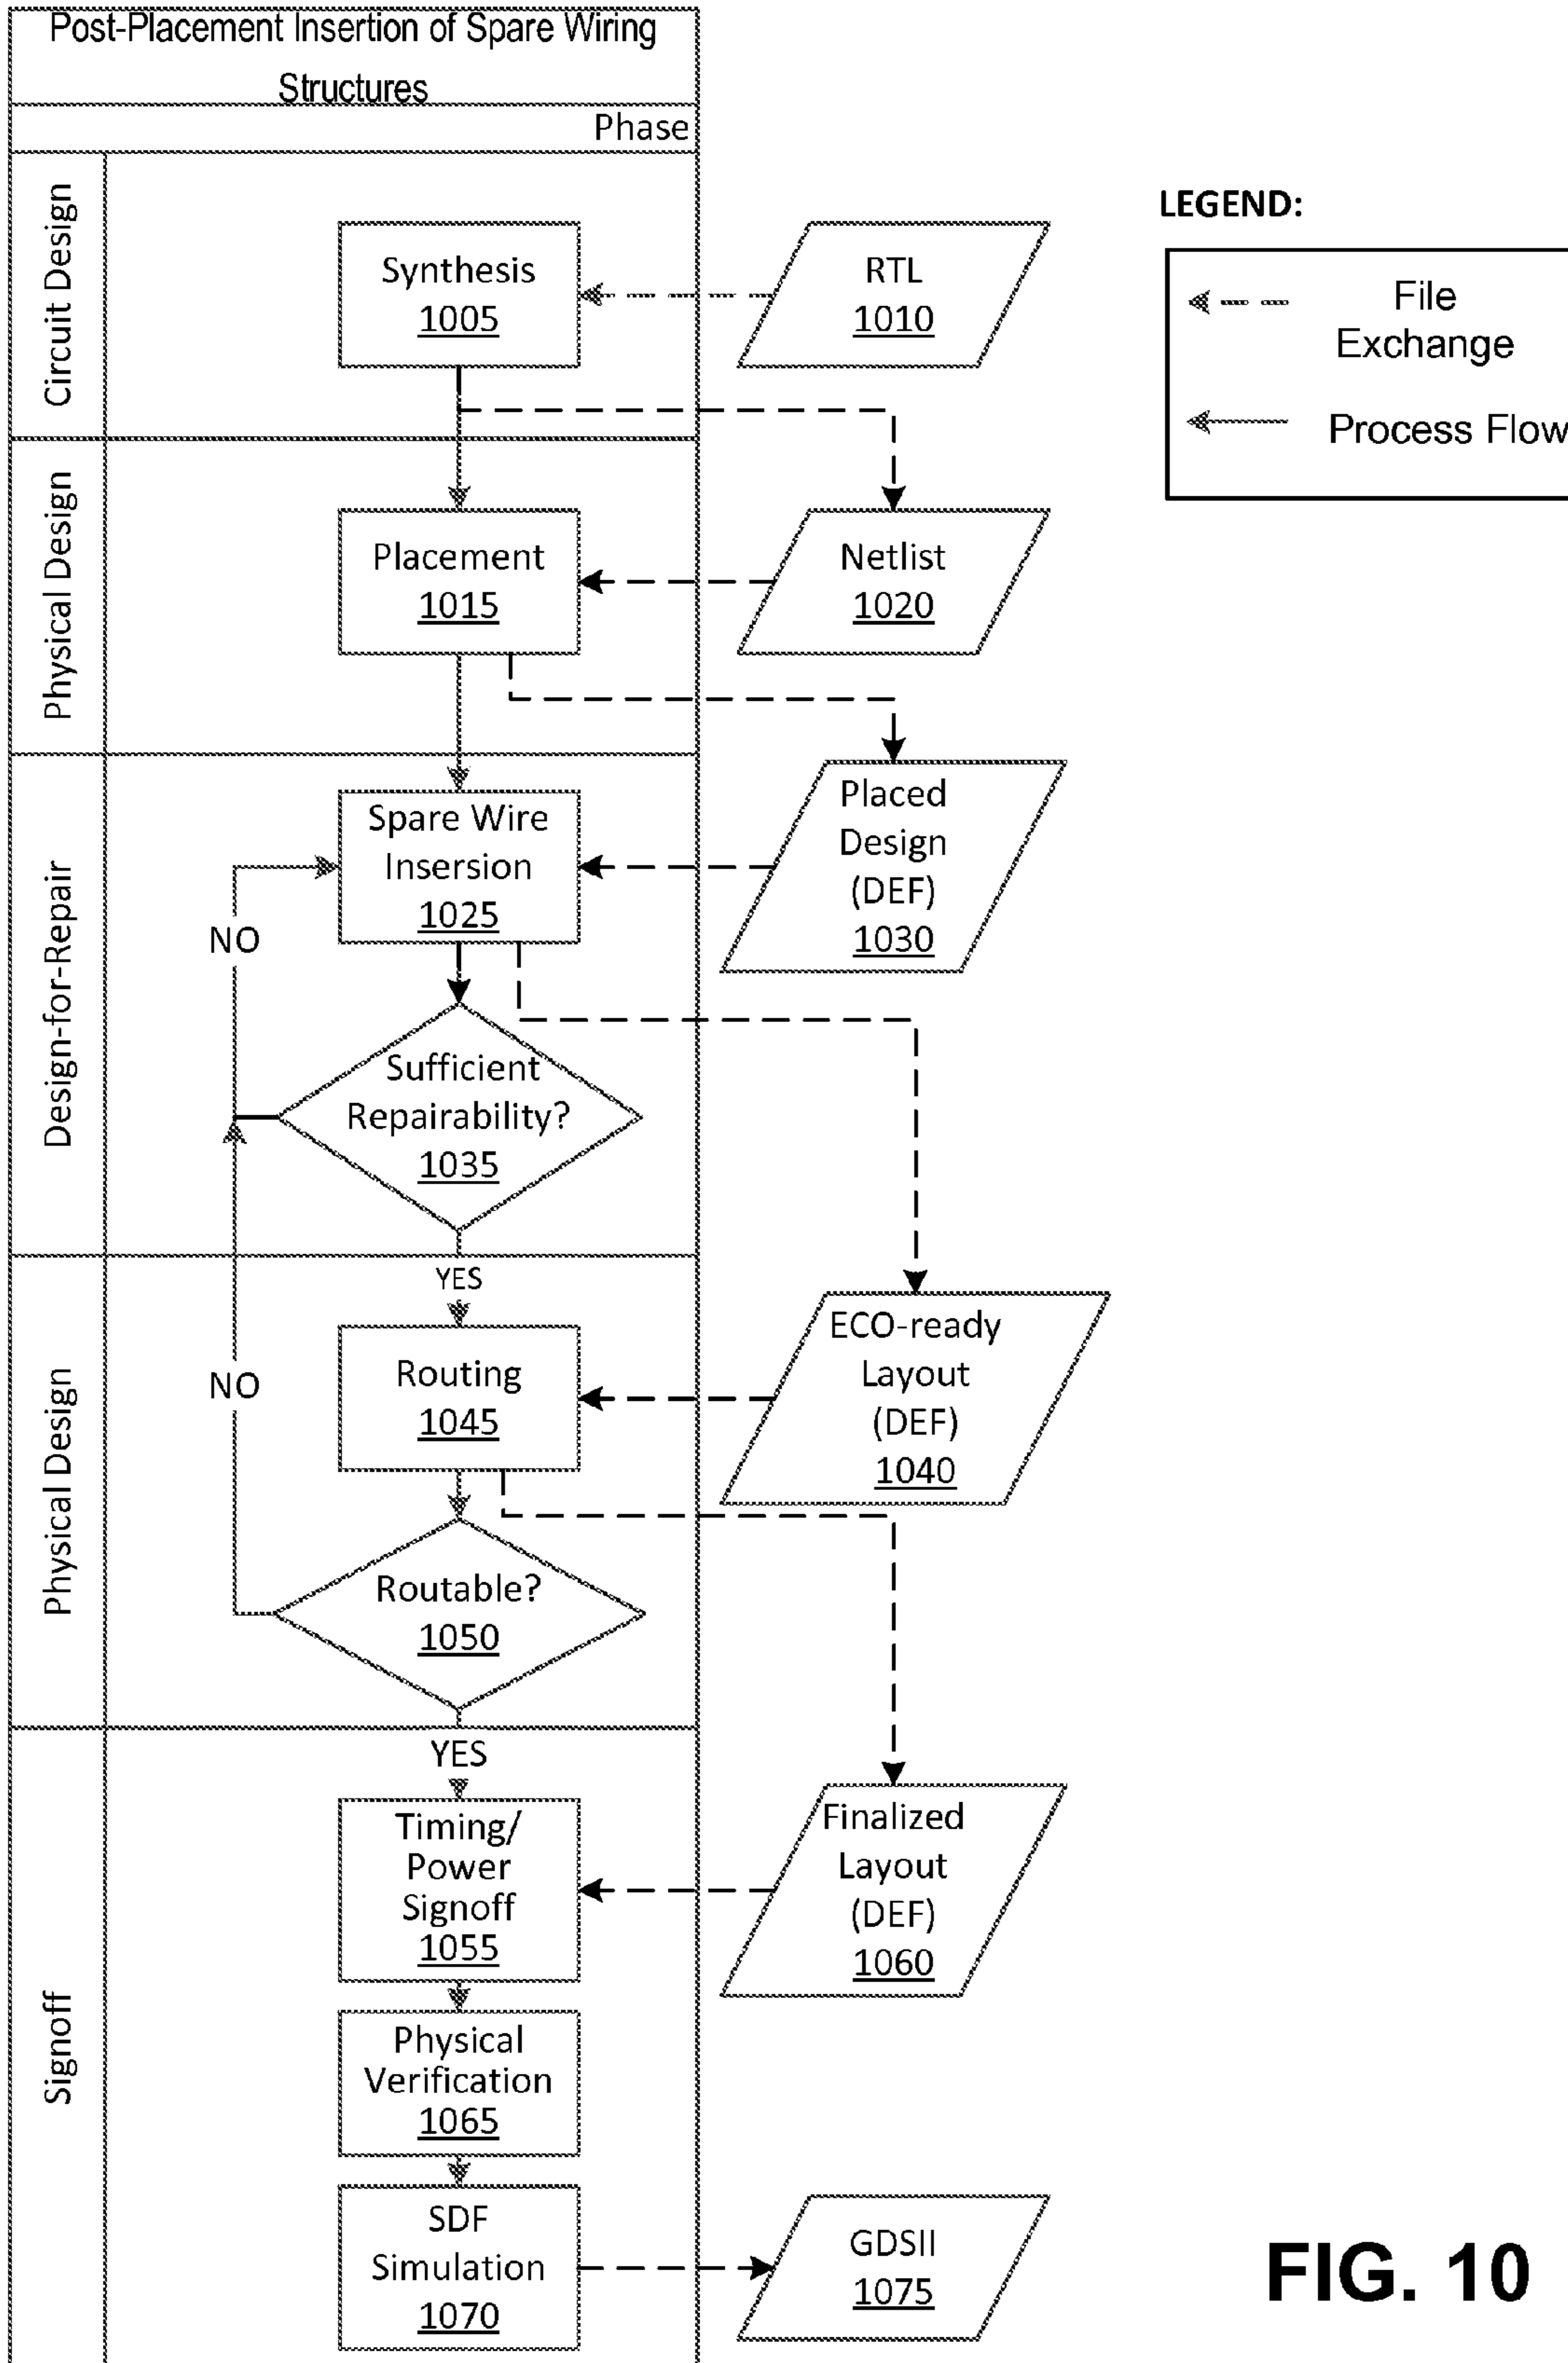 Post-Placement Insertion of Spare Wiring
Structures
Phase
Circuit Design
Synthesis
1005
RTL
1010
LEGEND:
File
Exchange
Process Flow
Physical Design
Placement
1015
Netlist
1020
Design-for-Repair
Spare Wire
Insersion
1025
Placed
Design
(DEF)
1030
NO
Sufficient
Repairability?
1035
Physical Design
YES
Routing
1045
ECO-ready
Layout
(DEF)
1040
NO
Routable?
1050
Signoff
YES
Timing/
Power
Signoff
1055
Finalized
Layout
(DEF)
1060
Physical
Verification
1065
SDF
Simulation
1070
GDSII
1075
FIG. 10